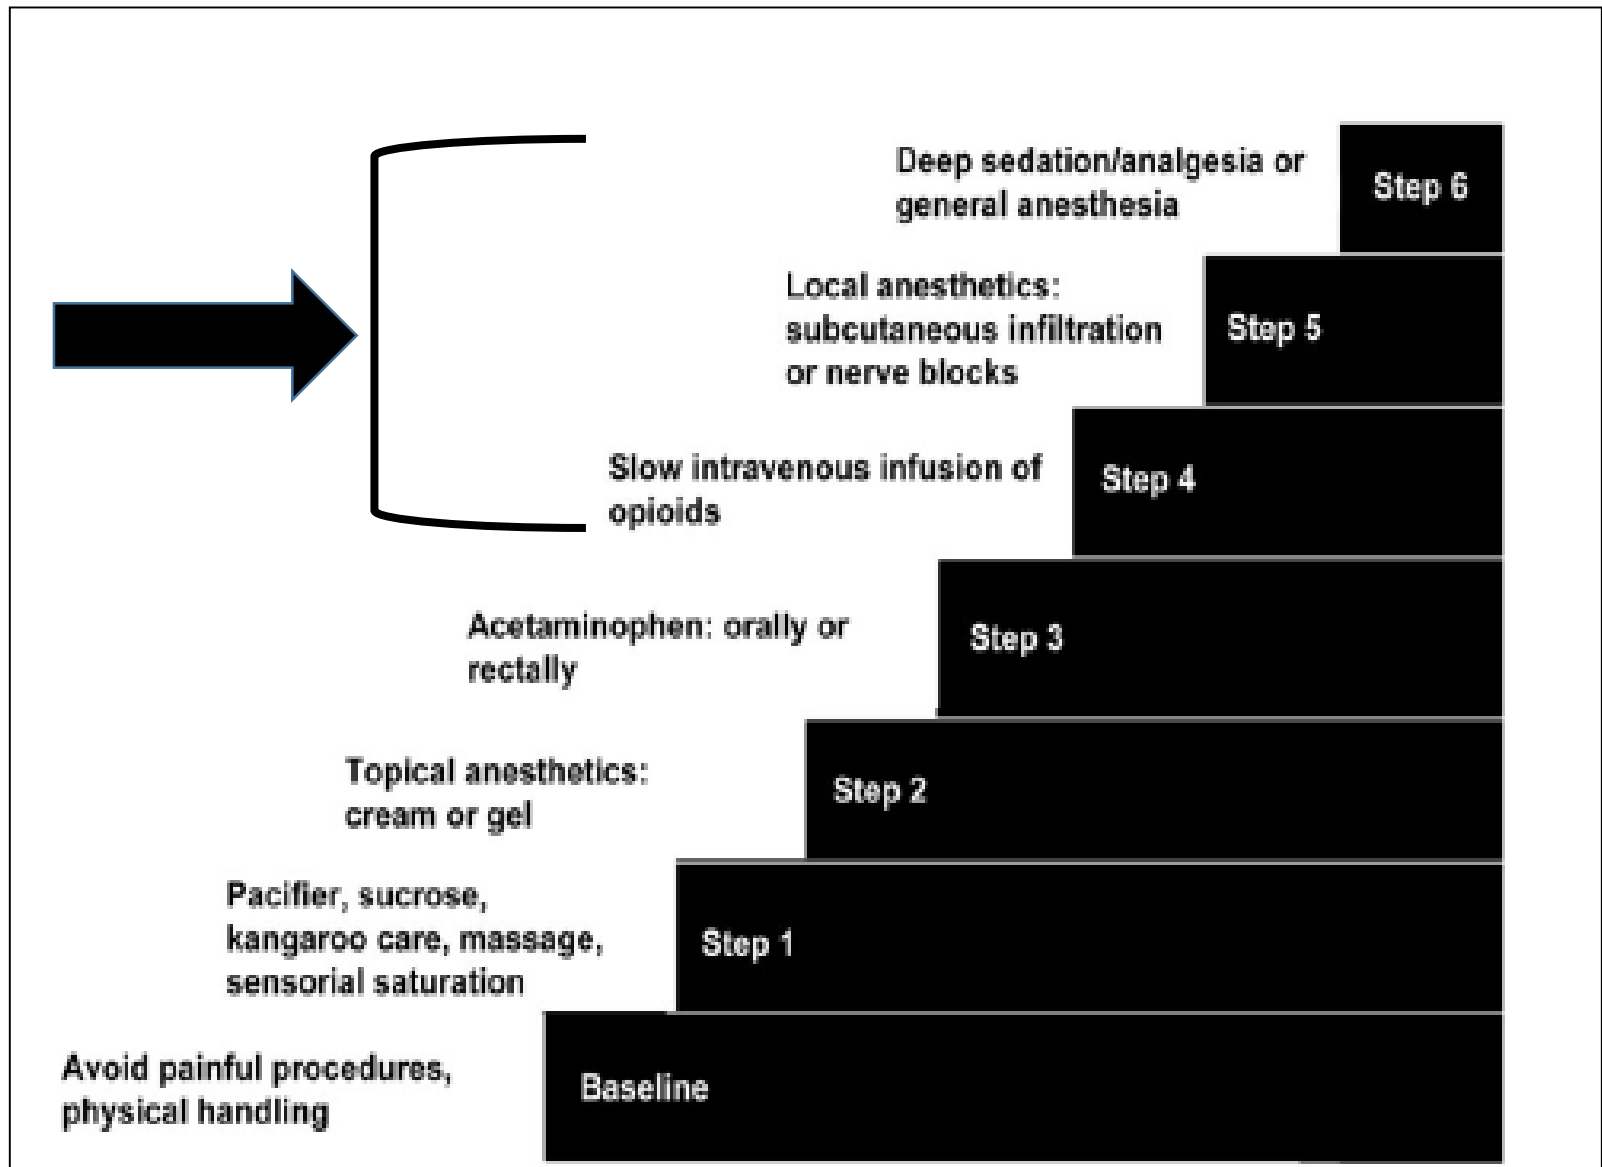 Deep sedation/analgesia or
general anesthesia
Step 6
Local anesthetics:
subcutaneous infiltration
or nerve blocks
Step 5
Slow intravenous infusion of
opioids
Step 4
Acetaminophen: orally or
rectally
Step 3
Topical anesthetics:
cream or gel
Step 2
Pacifier, sucrose,
kangaroo care, massage,
sensorial saturation
Step 1
Avoid painful procedures,
physical handling
Baseline